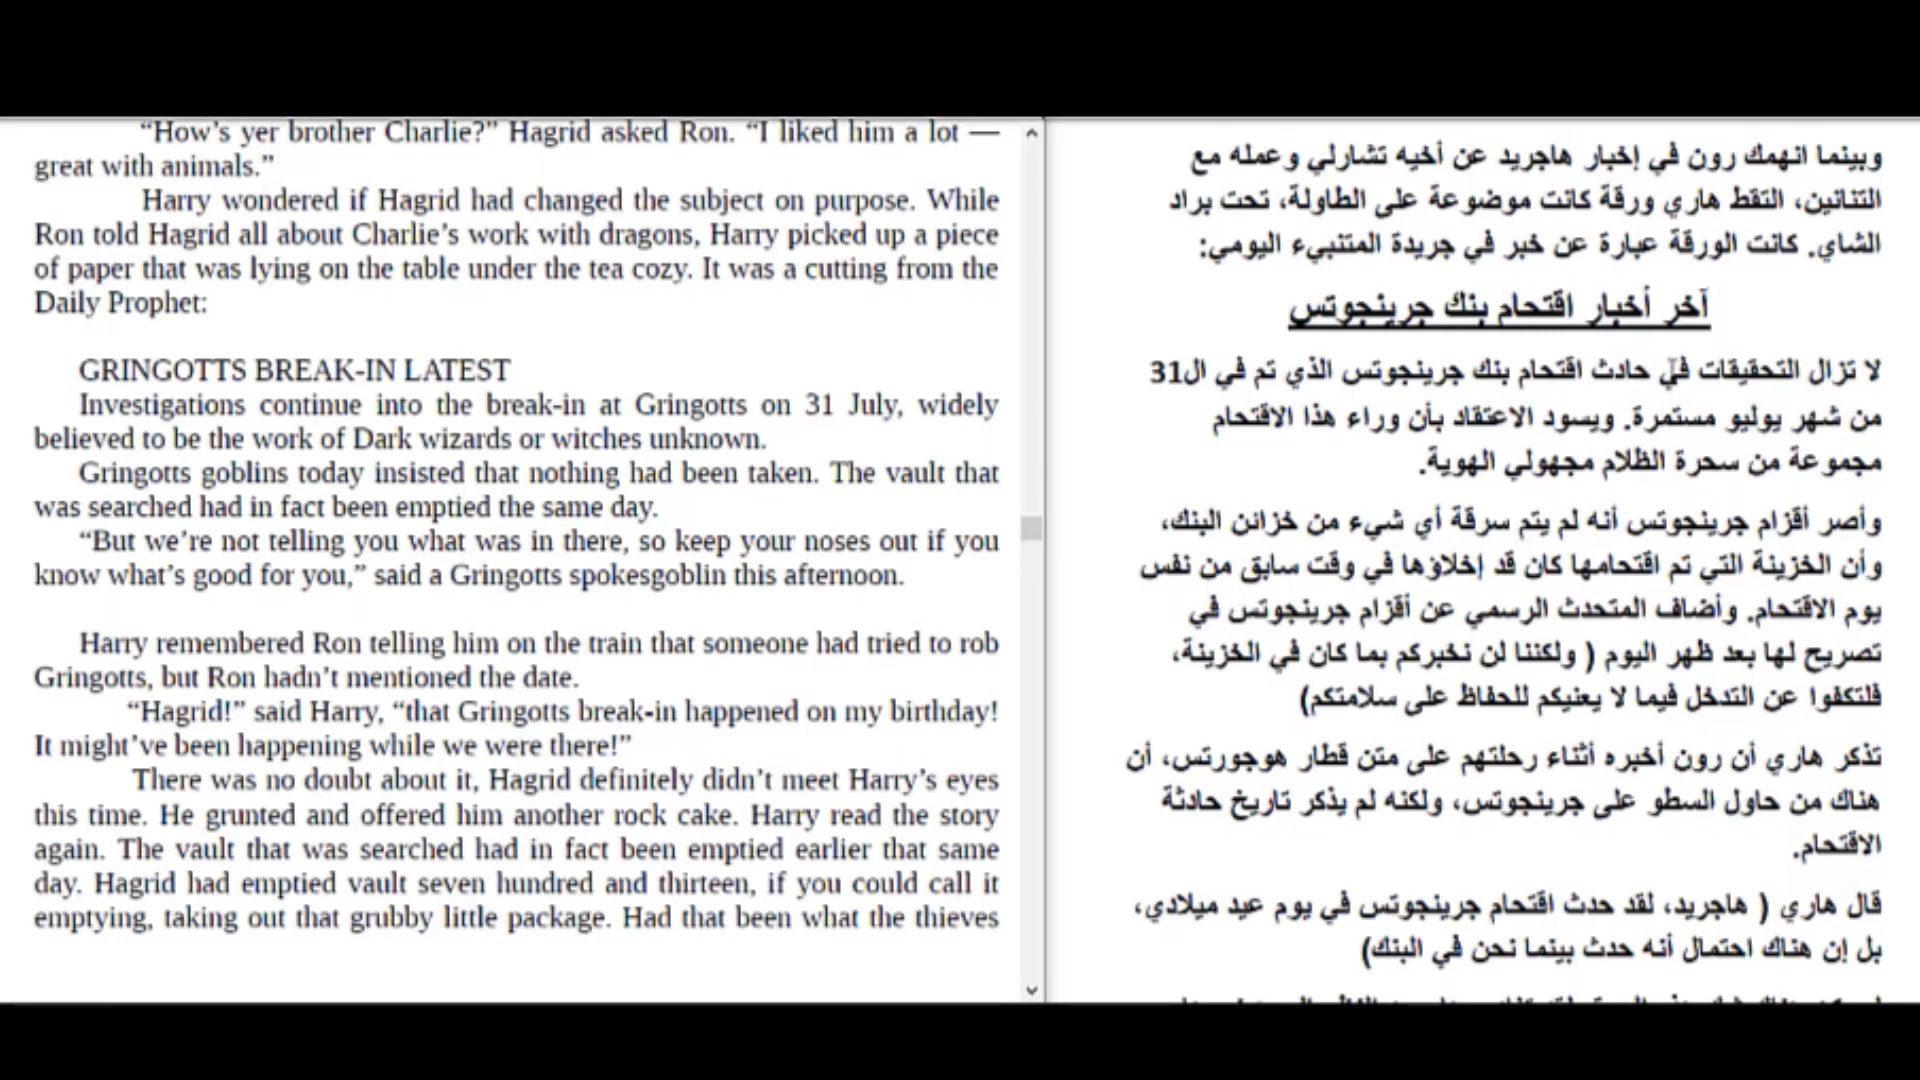 “How’s yer brother Charlie?” Hagrid asked Ron. “I liked him a lot —
great with animals.”
Harry wondered if Hagrid had changed the subject on purpose. While
Ron told Hagrid all about Charlie’s work with dragons, Harry picked up a piece
of paper that was lying on the table under the tea cozy. It was a cutting from the
Daily Prophet:
GRINGOTTS BREAK-IN LATEST
Investigations continue into the break-in at Gringotts on 31 July, widely
believed to be the work of Dark wizards or witches unknown.
Gringotts goblins today insisted that nothing had been taken. The vault that
was searched had in fact been emptied the same day.
“But we’re not telling you what was in there, so keep your noses out if you
know what’s good for you,” said a Gringotts spokesgoblin this afternoon.
Harry remembered Ron telling him on the train that someone had tried to rob
Gringotts, but Ron hadn’t mentioned the date.
“Hagrid!” said Harry, “that Gringotts break-in happened on my birthday!
It might’ve been happening while we were there!”
There was no doubt about it, Hagrid definitely didn’t meet Harry’s eyes
this time. He grunted and offered him another rock cake. Harry read the story
again. The vault that was searched had in fact been emptied earlier that same
day. Hagrid had emptied vault seven hundred and thirteen, if you could call it
emptying, taking out that grubby little package. Had that been what the thieves
وبينما انهمك رون في إخبار هاجريد عن أخيه تشارلي وعمله مع
التنانين، التقط هاري ورقة كانت موضوعة على الطاولة، تحت براد
الشاي. كانت الورقة عبارة عن خبر في جريدة المتنبيء اليومي:
آخر أخبار اقتحام بنك جرينجوتس
لا تزال التحقيقات في حادث اقتحام بنك جرينجوتس الذي تم في ال31
من شهر يوليو مستمرة. ويسود الاعتقاد بأن وراء هذا الاقتحام
مجموعة من سحرة الظلام مجهولي الهوية.
وأصر أقزام جرينجوتس أنه لم يتم سرقة أي شيء من خزائن البنك،
وأن الخزينة التي تم اقتحامها كان قد إخلاؤها في وقت سابق من نفس
يوم الاقتحام. وأضاف المتحدث الرسمي عن أقزام جرينجوتس في
تصريح لها بعد ظهر اليوم ( ولكننا لن نخبركم بما كان في الخزينة،
فلتكفوا عن التدخل فيما لا يعنيكم للحفاظ على سلامتكم)
تذكر هاري أن رون أخبره أثناء رحلتهم على متن قطار هوجورتس، أن
هناك من حاول السطو على جرينجوتس، ولكنه لم يذكر تاريخ حادثة
الاقتحام.
قال هاري ( هاجريد، لقد حدث اقتحام جرينجوتس في يوم عيد ميلادي،
بل إن هناك احتمال أنه حدث بينما نحن في البنك)